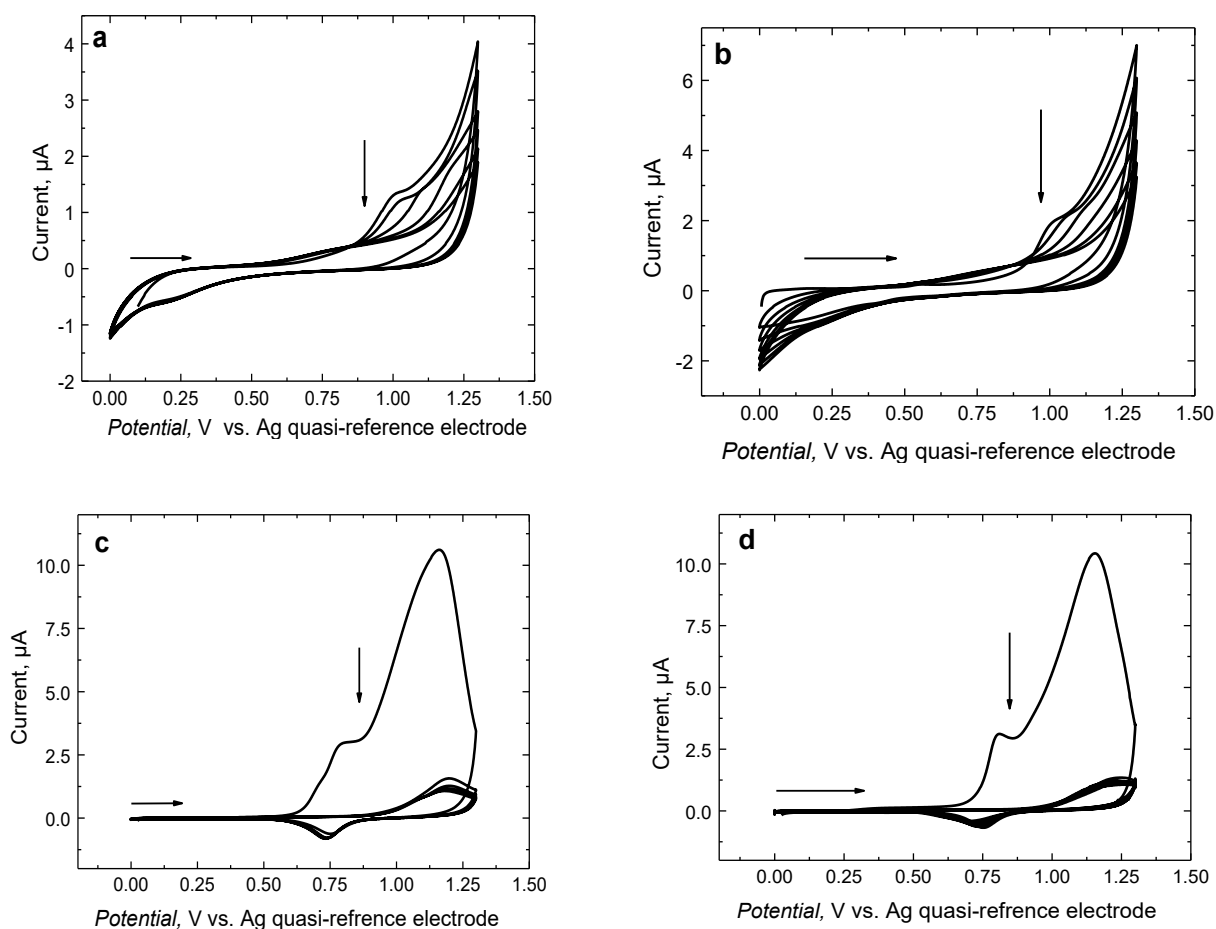 a
4
3
2
1
0
-1
-2
Current, µA
0.00 0.25 0.50 0.75 1.00 1.25 1.50
Potential, V vs. Ag quasi-reference electrode
b
6
4
2
0
-2
Current, µA
0.00 0.25 0.50 0.75 1.00 1.25 1.50
Potential, V vs. Ag quasi-reference electrode
c
10.0
7.5
5.0
2.5
0.0
Current, µA
0.00 0.25 0.50 0.75 1.00 1.25 1.50
Potential, V vs. Ag quasi-refrence electrode
d
10.0
7.5
5.0
2.5
0.0
Current, µA
0.00 0.25 0.50 0.75 1.00 1.25 1.50
Potential, V vs. Ag quasi-refrence electrode